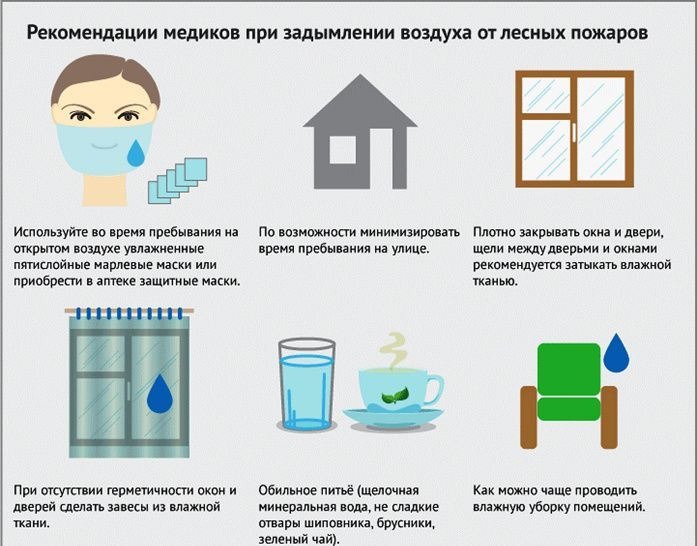 Рекомендации медиков при задымлении воздуха от лесных пожаров
Используйте во время пребывания на
открытом воздухе увлажненные
пятислойные марлевые маски или
приобрести в аптеке защитные маски.
По возможности минимизировать
время пребывания на улице.
Плотно закрывать окна и двери,
щели между дверьми и окнами
рекомендуется затыкать влажной
тканью.
При отсутствии герметичности окон и
дверей сделать завесы из влажной
ткани.
Обильное питьё (щелочная
минеральная вода, не сладкие
отвары шиповника, брусники,
зеленый чай).
Как можно чаще проводить
влажную уборку помещений.